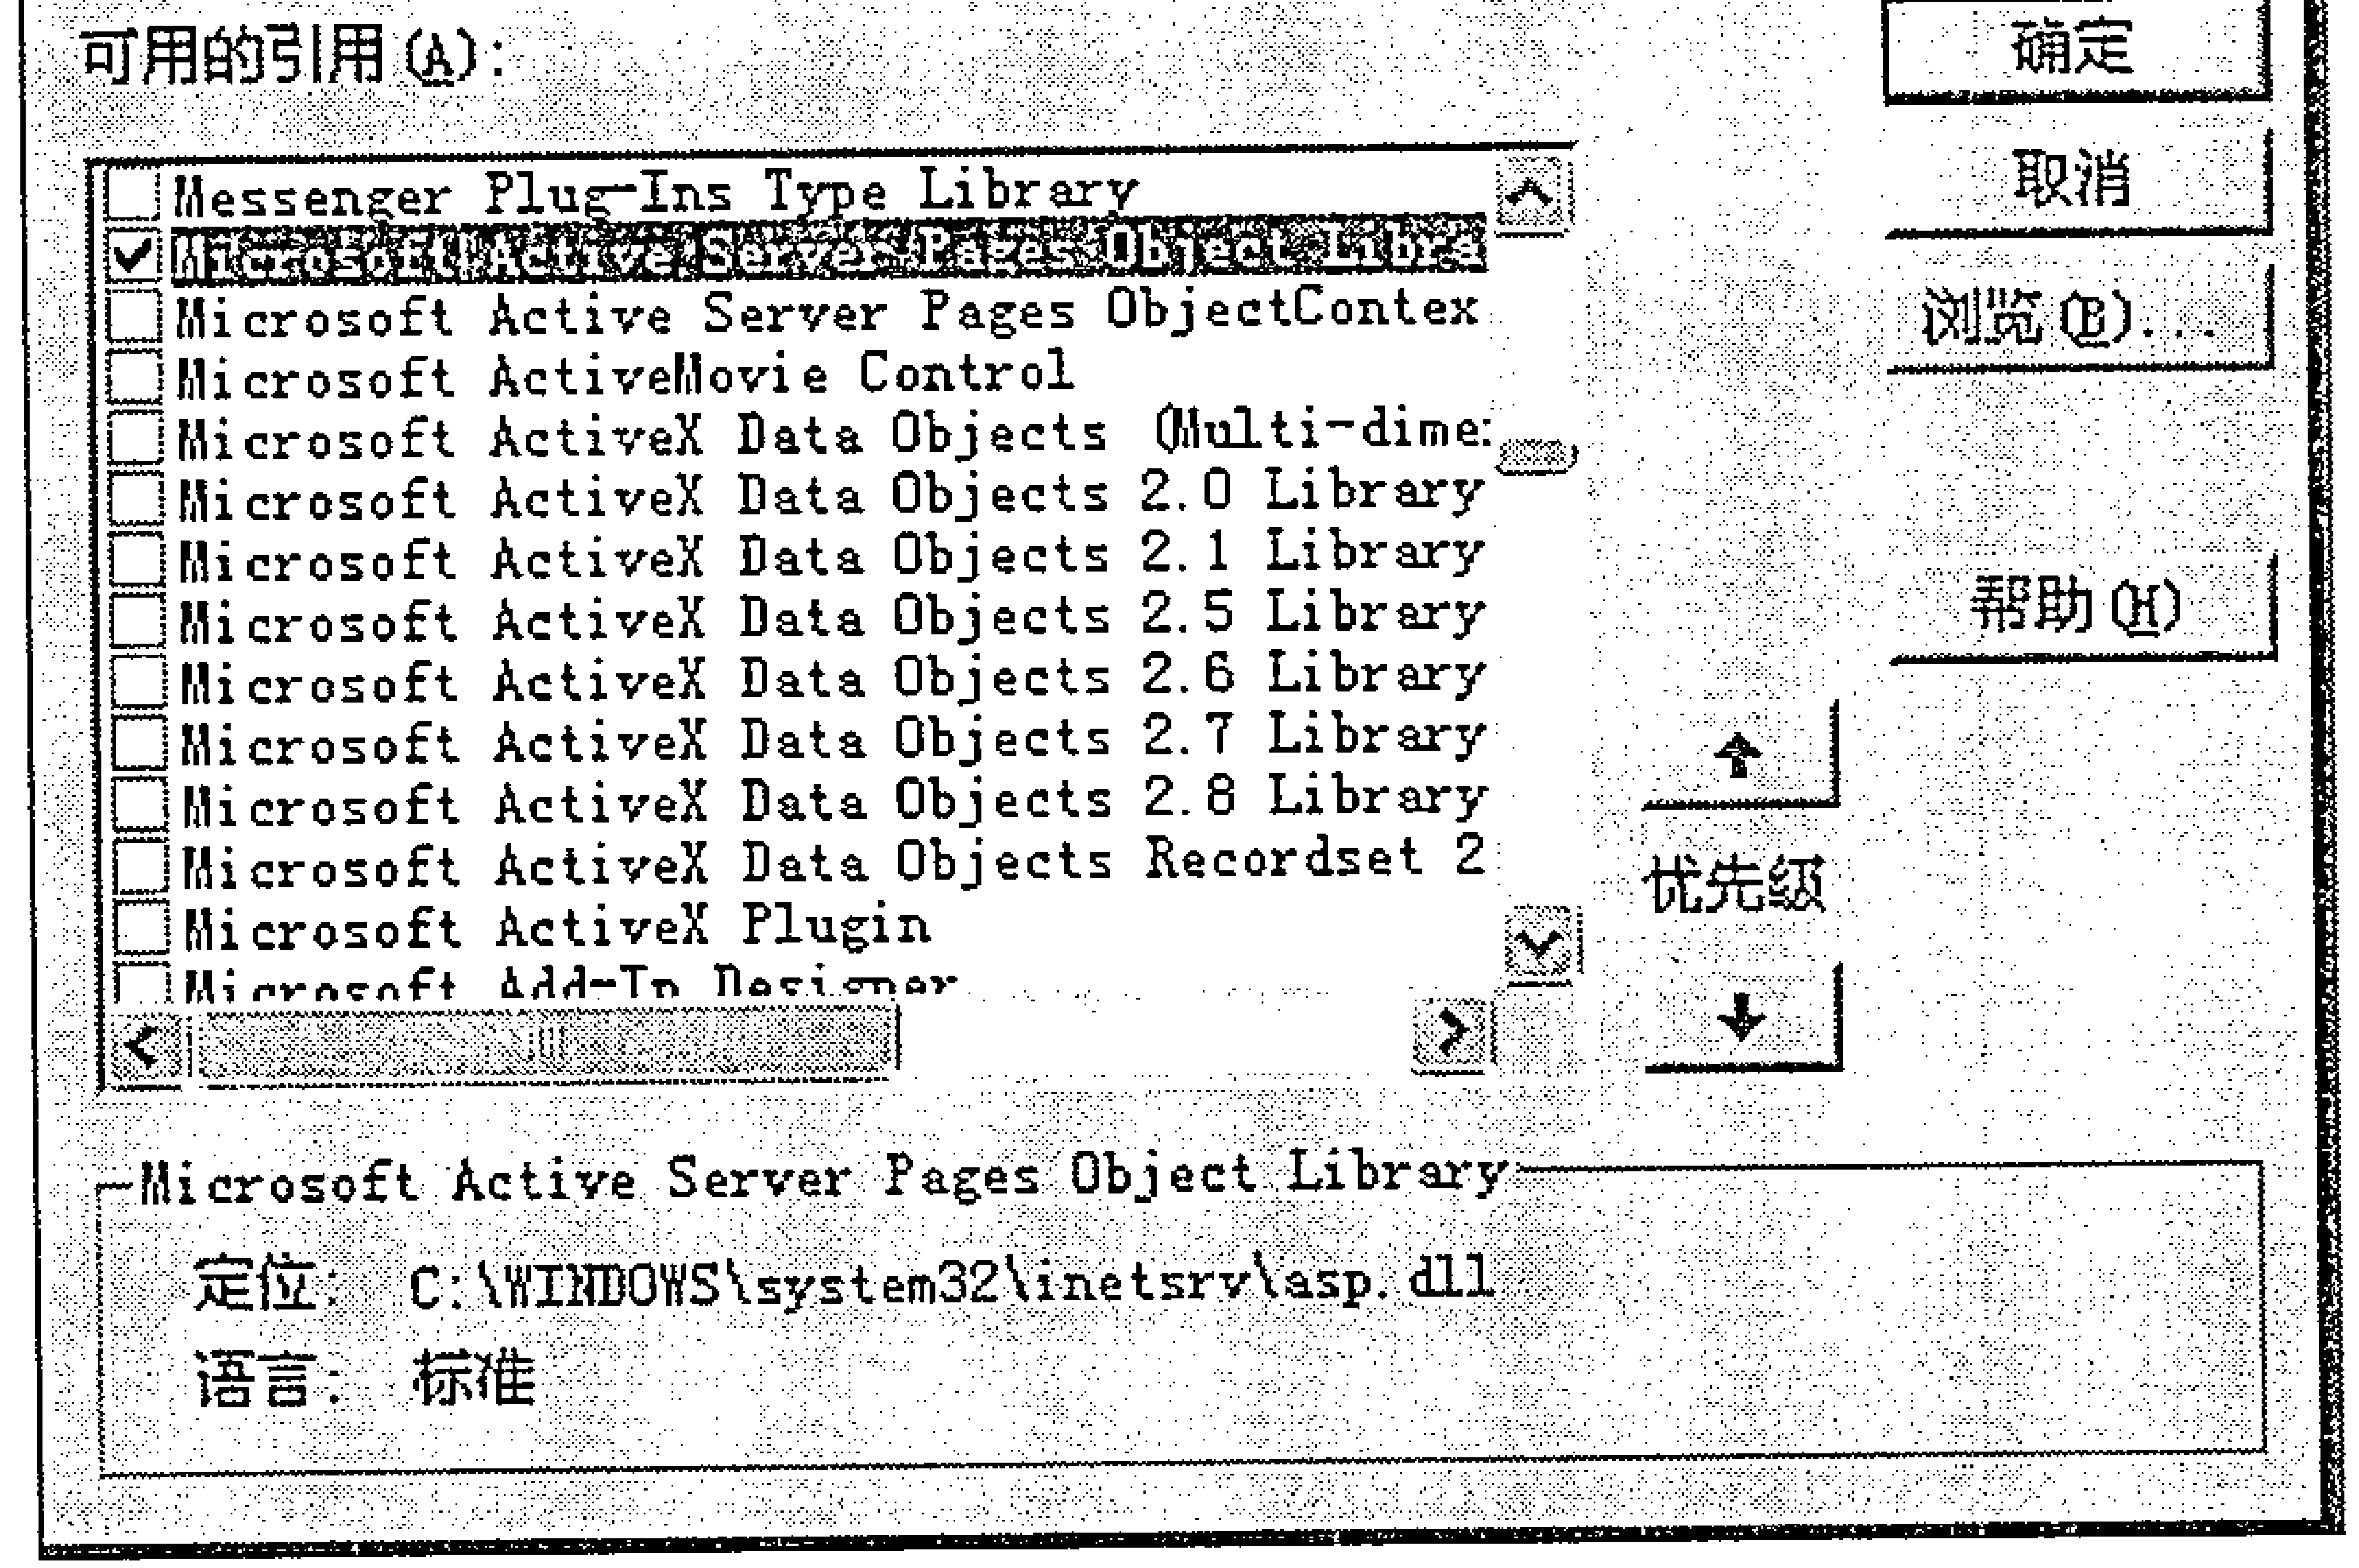 可用的引用(A):
确定
取消
浏览(B)...
帮助(H)
Messenger Plug-Ins Type Library
Microsoft Active Server Pages Object Libra
Microsoft Active Server Pages ObjectContex
Microsoft ActiveMovie Control
Microsoft ActiveX Data Objects (Multi-dime
Microsoft ActiveX Data Objects 2.0 Library
Microsoft ActiveX Data Objects 2.1 Library
Microsoft ActiveX Data Objects 2.5 Library
Microsoft ActiveX Data Objects 2.6 Library
Microsoft ActiveX Data Objects 2.7 Library
Microsoft ActiveX Data Objects 2.8 Library
Microsoft ActiveX Data Objects Recordset 2
Microsoft ActiveX Plugin
Microsoft Add-In Designer
优先级
Microsoft Active Server Pages Object Library
定位: C:\WINDOWS\system32\inetsrv\asp.dll
语言: 标准